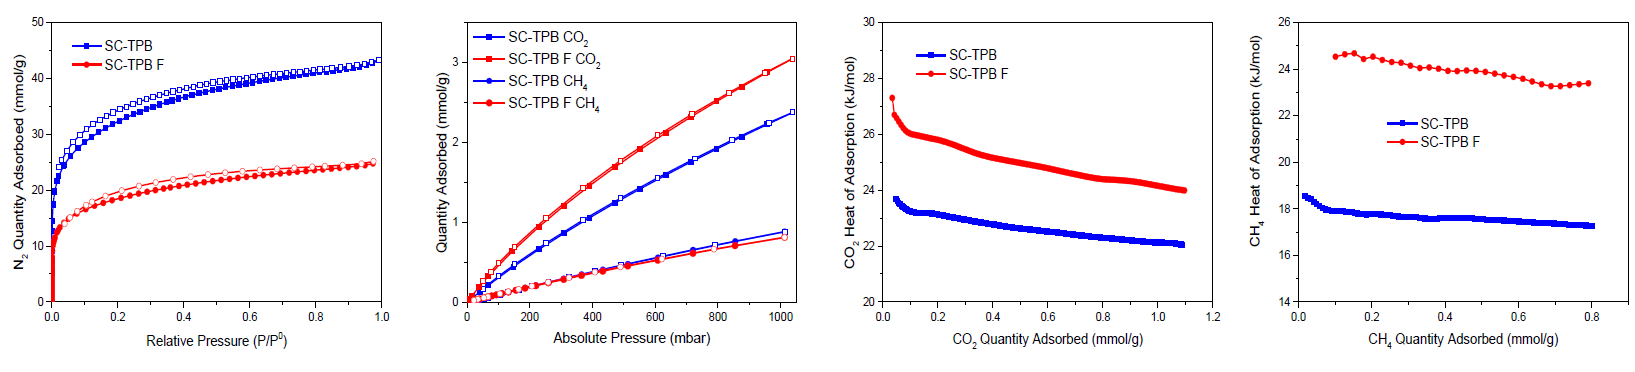 N2 Quantity Adsorbed (mmol/g)
50
40
30
20
10
0
SC-TPB
SC-TPB F
0.0 0.2 0.4 0.6 0.8 1.0
Relative Pressure (P/P0)
Quantity Adsorbed (mmol/g)
3
2
1
0
SC-TPB CO2
SC-TPB F CO2
SC-TPB CH4
SC-TPB F CH4
0 200 400 600 800 1000
Absolute Pressure (mbar)
CO2 Heat of Adsorption (kJ/mol)
30
28
26
24
22
20
SC-TPB
SC-TPB F
0.0 0.2 0.4 0.6 0.8 1.0 1.2
CO2 Quantity Adsorbed (mmol/g)
CH4 Heat of Adsorption (kJ/mol)
26
24
22
20
18
16
14
SC-TPB
SC-TPB F
0.0 0.2 0.4 0.6 0.8
CH4 Quantity Adsorbed (mmol/g)